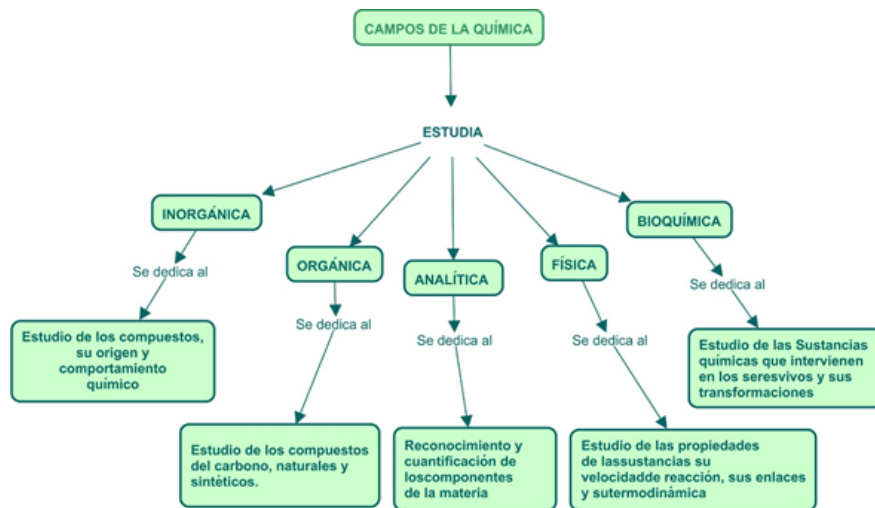 CAMPOS DE LA QUÍMICA
ESTUDIA
INORGÁNICA
Se dedica al
Estudio de los compuestos,
su origen y
comportamiento
químico
ORGÁNICA
Se dedica al
Estudio de los compuestos
del carbono, naturales y
sintéticos.
ANALÍTICA
Se dedica al
Reconocimiento y
cuantificación de
loscomponentes
de la materia
FÍSICA
Se dedica al
Estudio de las propiedades
de lassustancias su
velocidadde reacción, sus enlaces
y sutermodinámica
BIOQUÍMICA
Se dedica al
Estudio de las Sustancias
químicas que intervienen
en los seresvivos y sus
transformaciones